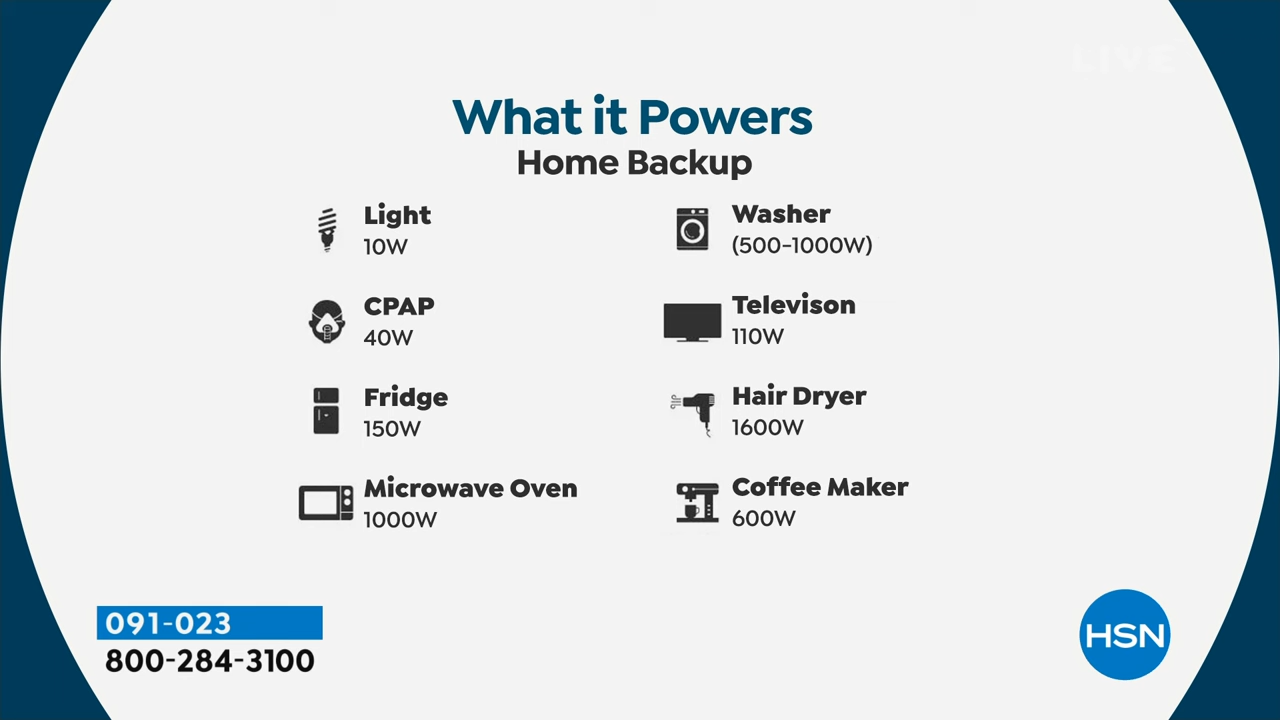 LIVE
What it Powers
Home Backup
Light
10W
CPAP
40W
Fridge
150W
Microwave Oven
1000W
Washer
(500-1000W)
Televison
110W
Hair Dryer
1600W
Coffee Maker
600W
091-023
800-284-3100
HSN